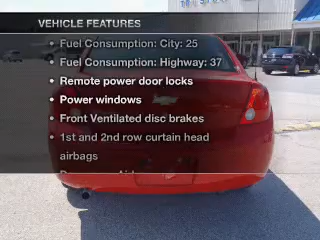 VEHICLE FEATURES
Fuel Consumption: City: 25
Fuel Consumption: Highway: 37
Remote power door locks
Power windows
Front Ventilated disc brakes
1st and 2nd row curtain head
airbags